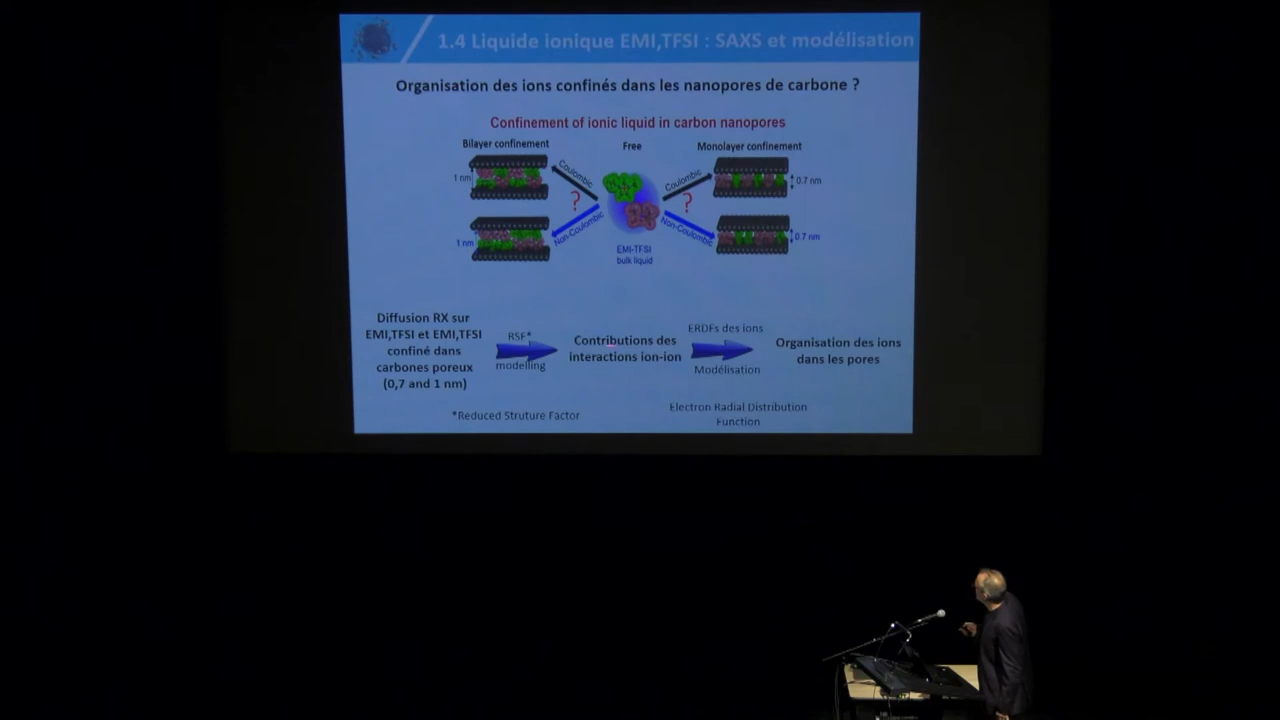 1.4 Liquide ionique EMI,TFSI : SAXS et modélisation
Organisation des ions confinés dans les nanopores de carbone ?
Confinement of ionic liquid in carbon nanopores
Bilayer confinement
Free
Monolayer confinement
1 nm
Coulombic
?
Non-Coulombic
1 nm
Coulombic
?
Non-Coulombic
0.7 nm
0.7 nm
EMI-TFSI
bulk liquid
Diffusion RX sur
EMI,TFSI et EMI,TFSI
confiné dans
carbones poreux
(0,7 and 1 nm)
RSF*
modelling
Contributions des
interactions ion-ion
ERDFs des ions
Modélisation
Organisation des ions
dans les pores
*Reduced Struture Factor
Electron Radial Distribution
Function